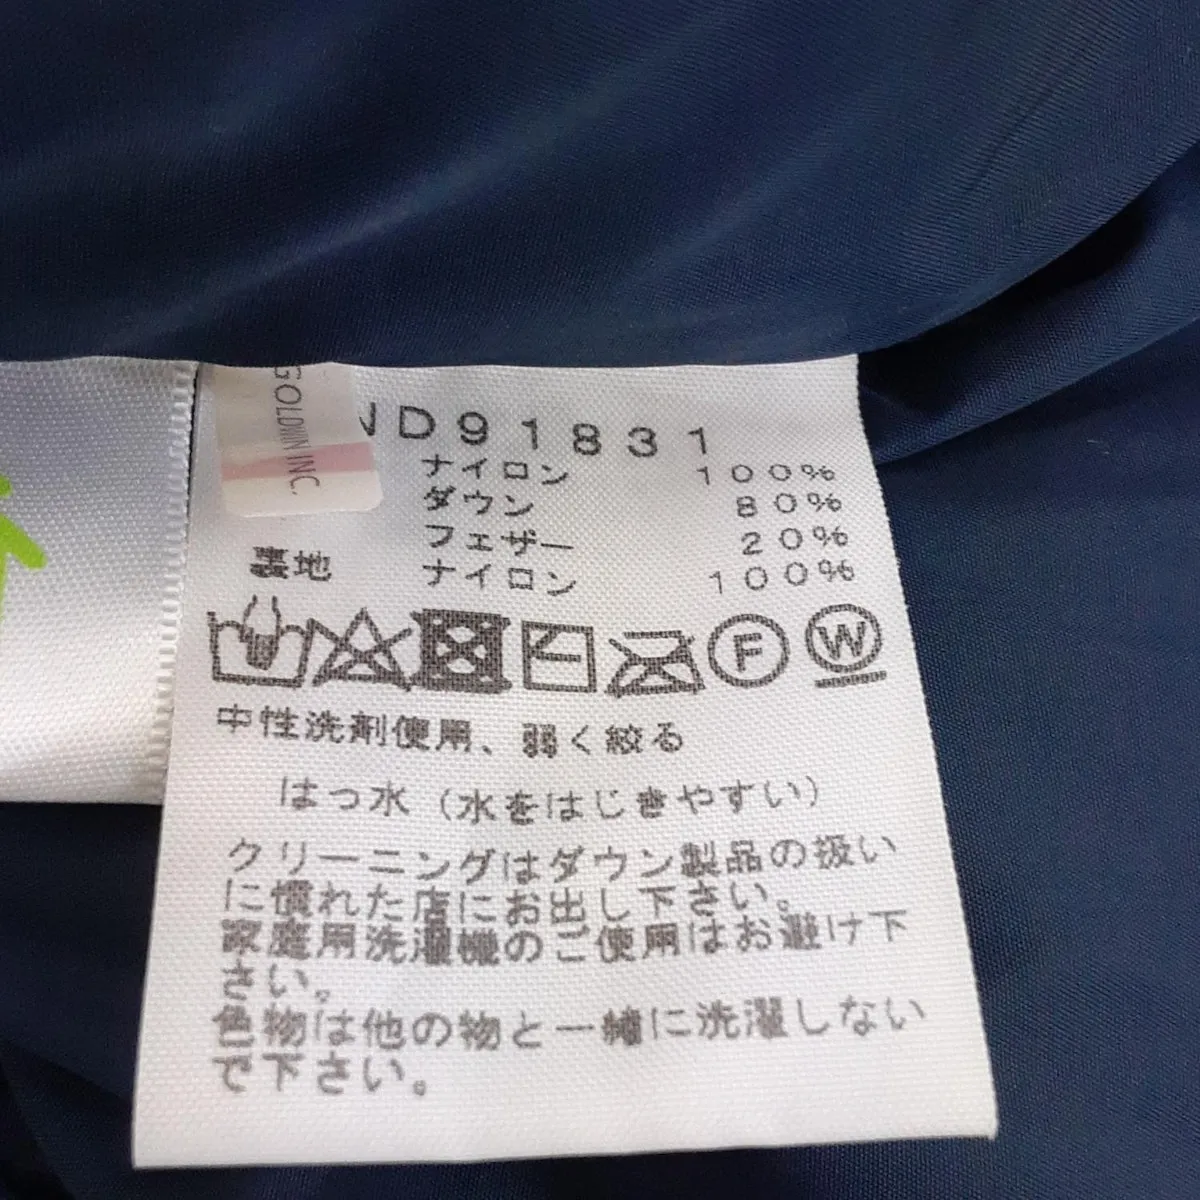 GOLDWIN INC.
ND91831
ナイロン 100%
ダウン 80%
フェザー 20%
積地 ナイロン 100%
F W
中性洗剤使用、弱く絞る
はっ水（水をはじきやすい）
クリーニングはダウン製品の扱い
に慣れた店にお出し下さい。
家庭用洗濯機のご使用はお避け下
さい。
色物は他の物と一緒に洗濯しない
で下さい。